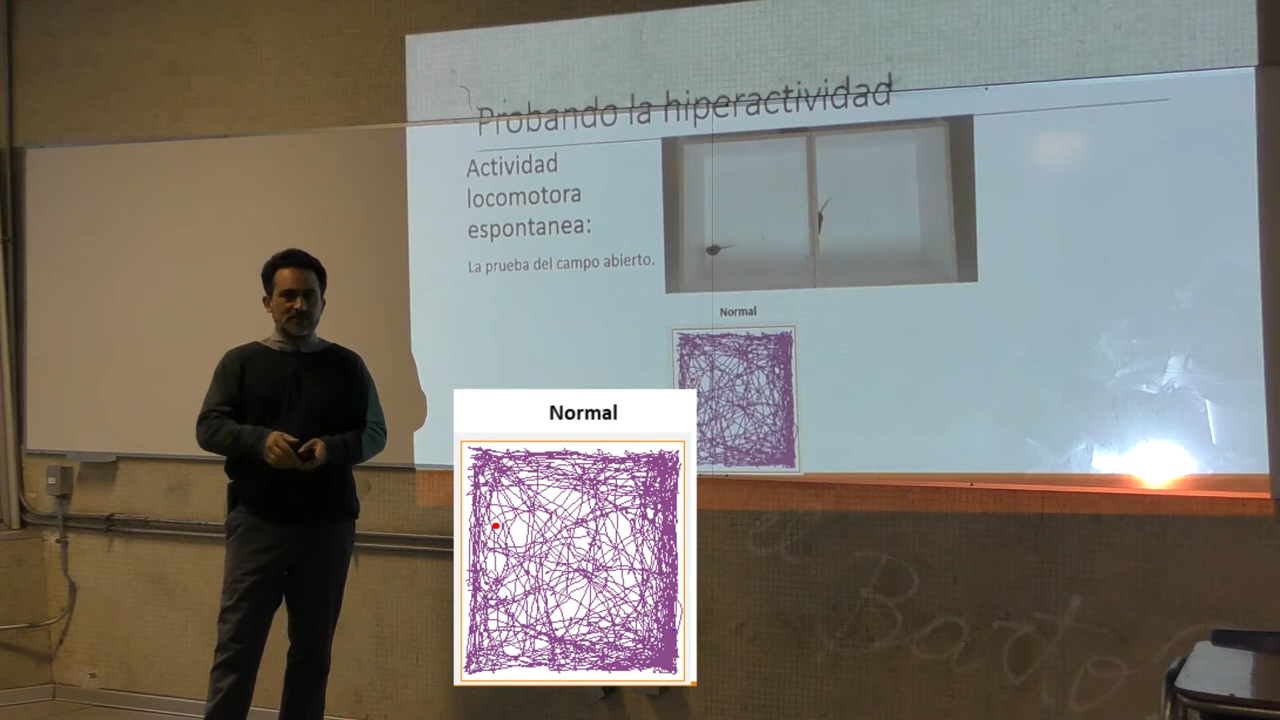 Probando la hiperactividad
Actividad
locomotora
espontanea:
La prueba del campo abierto.
Normal
Normal